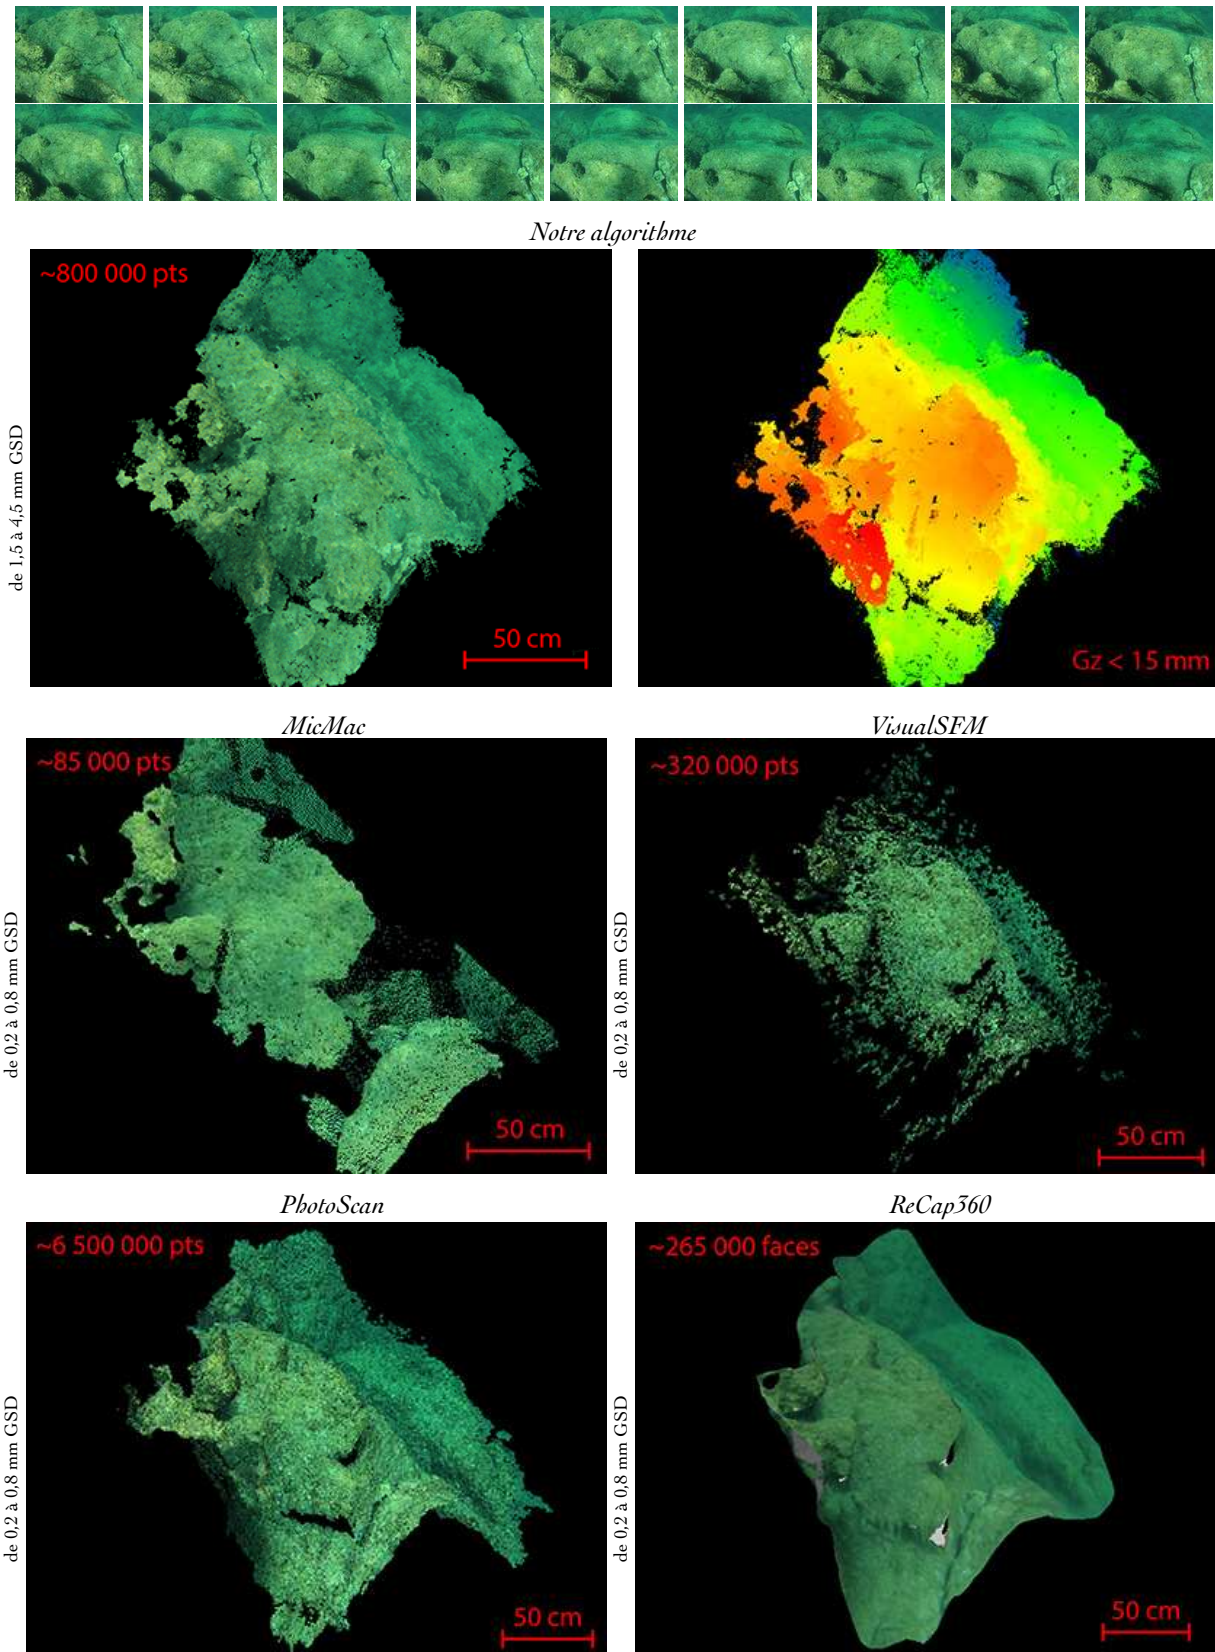 Notre algorithme
de 1,5 à 4,5 mm GSD
~800 000 pts
50 cm
Gz < 15 mm
MicMac
VisualSFM
de 0,2 à 0,8 mm GSD
~85 000 pts
50 cm
de 0,2 à 0,8 mm GSD
~320 000 pts
50 cm
PhotoScan
ReCap360
de 0,2 à 0,8 mm GSD
~6 500 000 pts
50 cm
de 0,2 à 0,8 mm GSD
~265 000 faces
50 cm